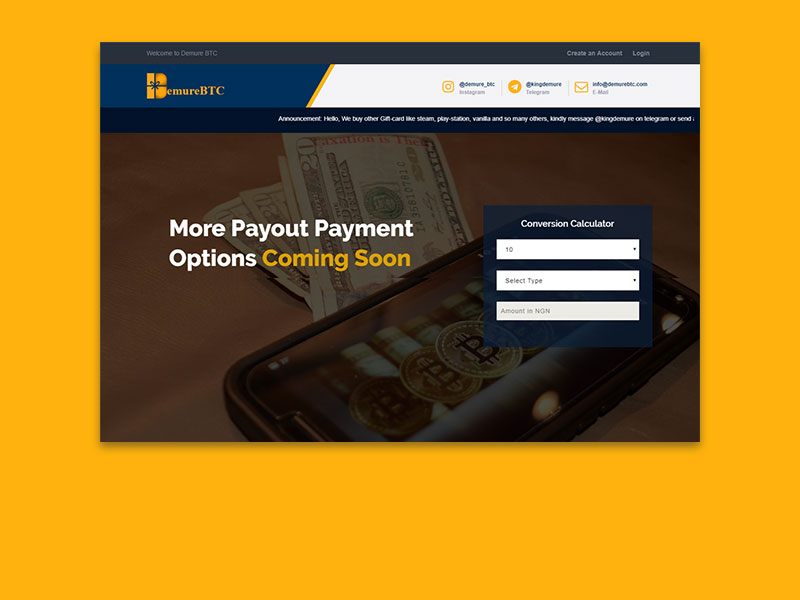 Welcome to Demure BTC
Create an Account
Login
DemureBTC
@demure_btc
Instagram
@kingdemure
Telegram
info@demurebtc.com
E.Mail
Announcement: Hello, We buy other Gift-card like steam, play-station, vanilla and so many others, kindly message @kingdemure on telegram or send
More Payout Payment
Options Coming Soon
Conversion Calculator
10
Select Type
Amount in NGN